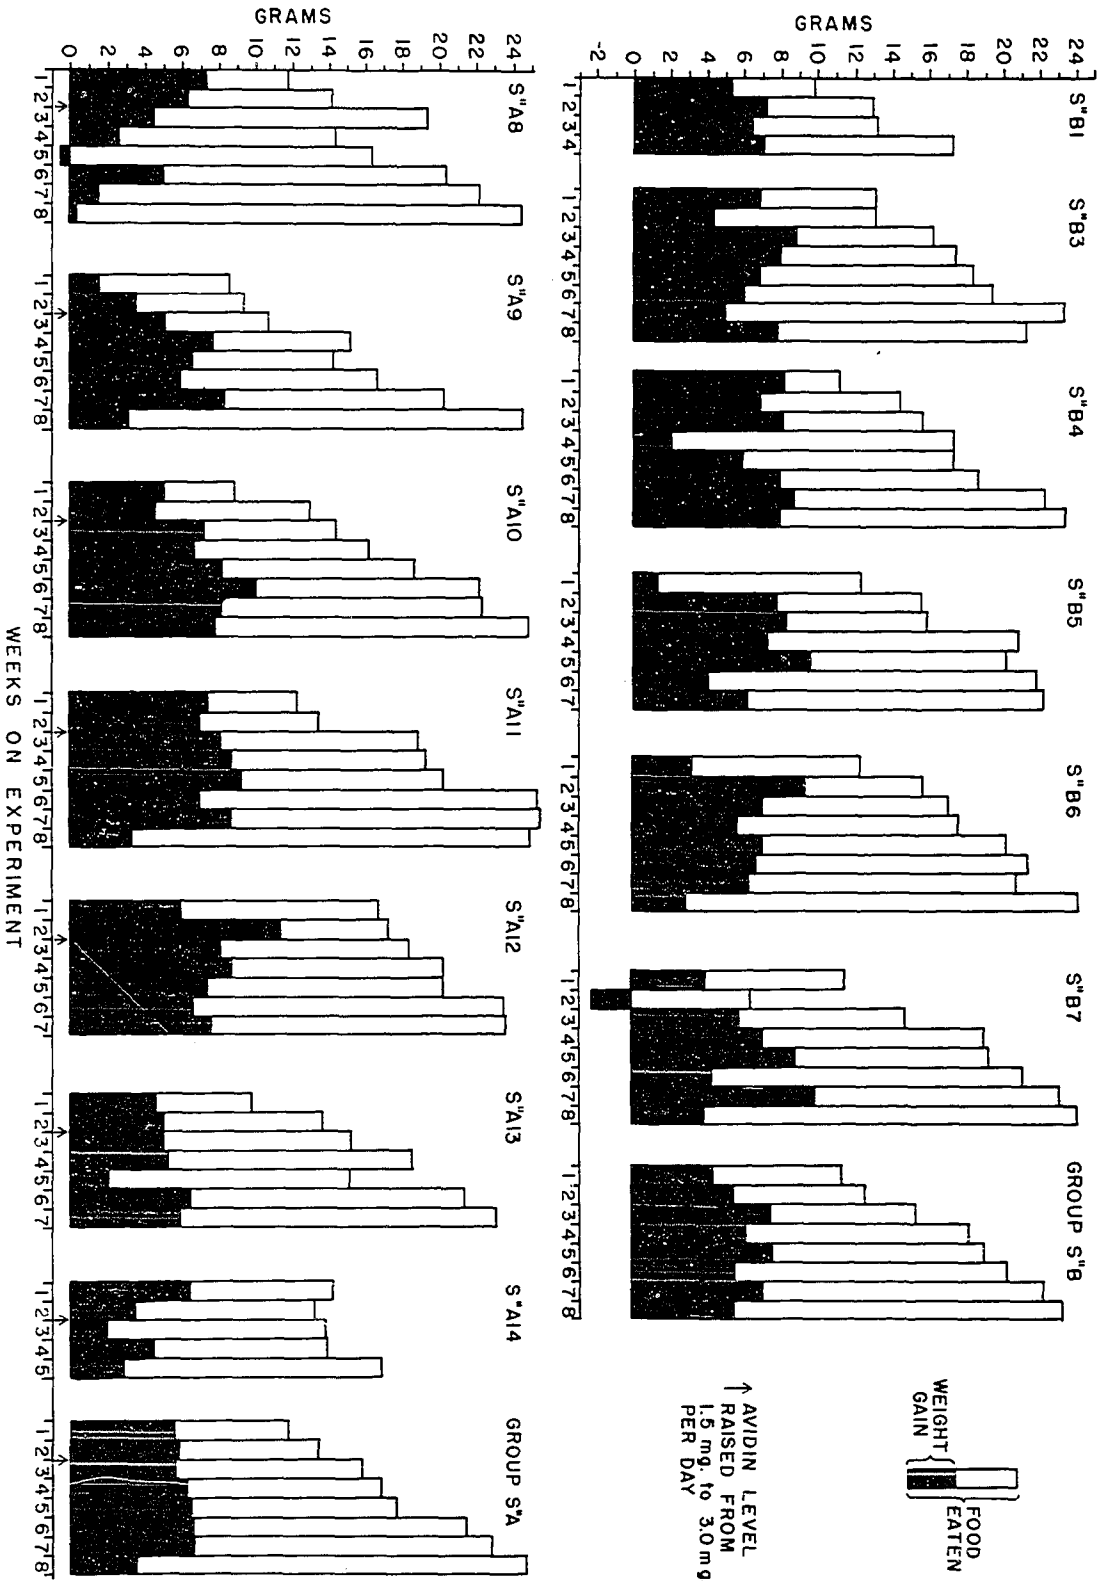 GRAMS
24
22
20
18
16
14
12
10
8
6
4
2
0
-2
S"B1
1'2'3'4
S"B3
1'2'3'4'5'6'7'8
S"B4
1'2'3'4'5'6'7'8
S"B5
1'2'3'4'5'6'7
S"B6
1'2'3'4'5'6'7'8
S"B7
1'2'3'4'5'6'7'8
GROUP S"B
1'2'3'4'5'6'7'8
WEIGHT
GAIN
FOOD
EATEN
↑ AVIDIN LEVEL
RAISED FROM
1.5 mg. to 3.0 mg
PER DAY
GRAMS
24
22
20
18
16
14
12
10
8
6
4
2
0
S"A8
1'2'3'4'5'6'7'8
S"A9
1'2'3'4'5'6'7'8
S"A10
1'2'3'4'5'6'7'8
S"A11
1'2'3'4'5'6'7'8
S"A12
1'2'3'4'5'6'7
S"A13
1'2'3'4'5'6'7
S"A14
1'2'3'4'5
GROUP S"A
1'2'3'4'5'6'7'8
WEEKS ON EXPERIMENT